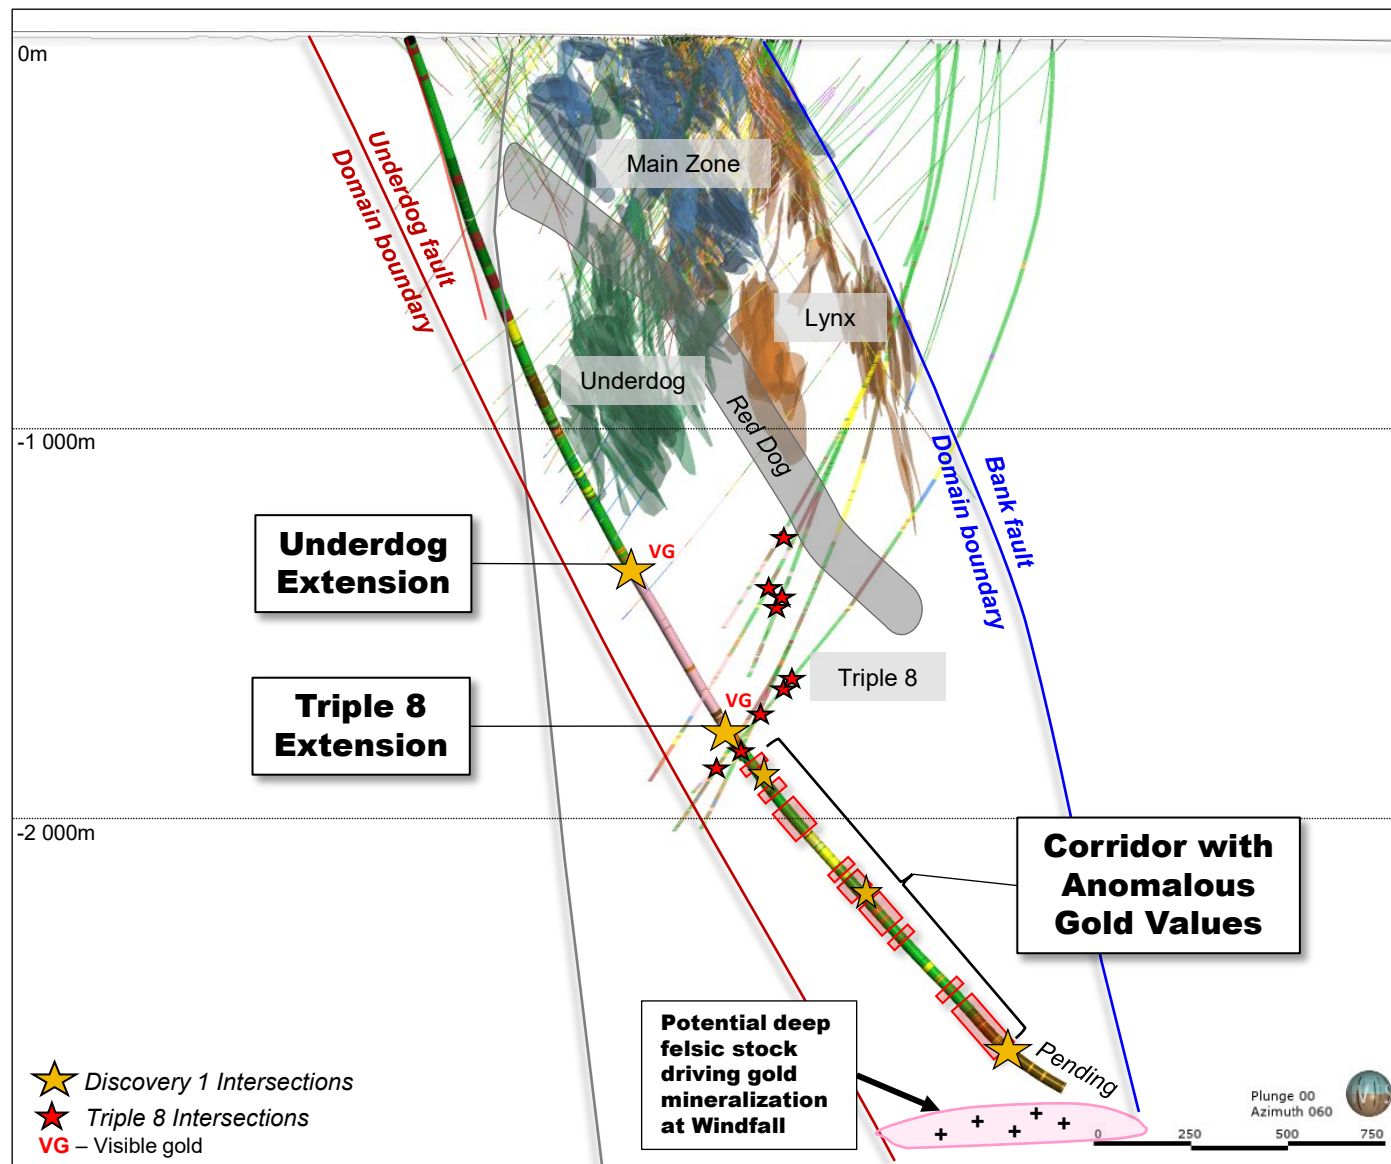 0m
Main Zone
Underdog fault
Domain boundary
Lynx
Underdog
Red Dog
-1 000m
Bank fault
Domain boundary
Underdog
Extension
VG
Triple 8
Triple 8
Extension
VG
-2 000m
Corridor with
Anomalous
Gold Values
Potential deep
felsic stock
driving gold
mineralization
at Windfall
Pending
Discovery 1 Intersections
Triple 8 Intersections
VG – Visible gold
Plunge 00
Azimuth 060
0 250 500 750